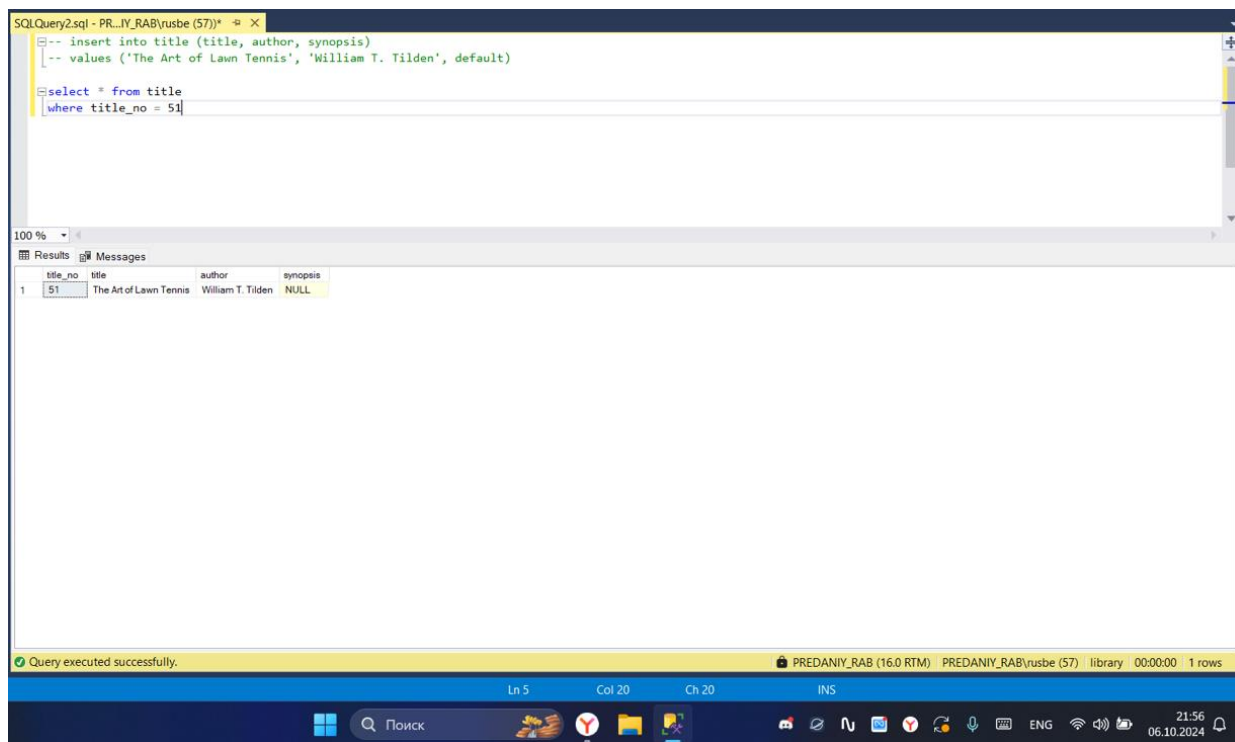 SQLQuery2.sql - PR...IY_RAB\rusbe (57))*
-- insert into title (title, author, synopsis)
-- values ('The Art of Lawn Tennis', 'William T. Tilden', default)
select * from title
where title_no = 51
100 %
Results Messages
title_no title author synopsis
1 51 The Art of Lawn Tennis William T. Tilden NULL
Query executed successfully. PREDANIY_RAB (16.0 RTM) PREDANIY_RAB\rusbe (57) library 00:00:00 1 rows
Ln 5 Col 20 Ch 20 INS
Поиск ENG 21:56
06.10.2024